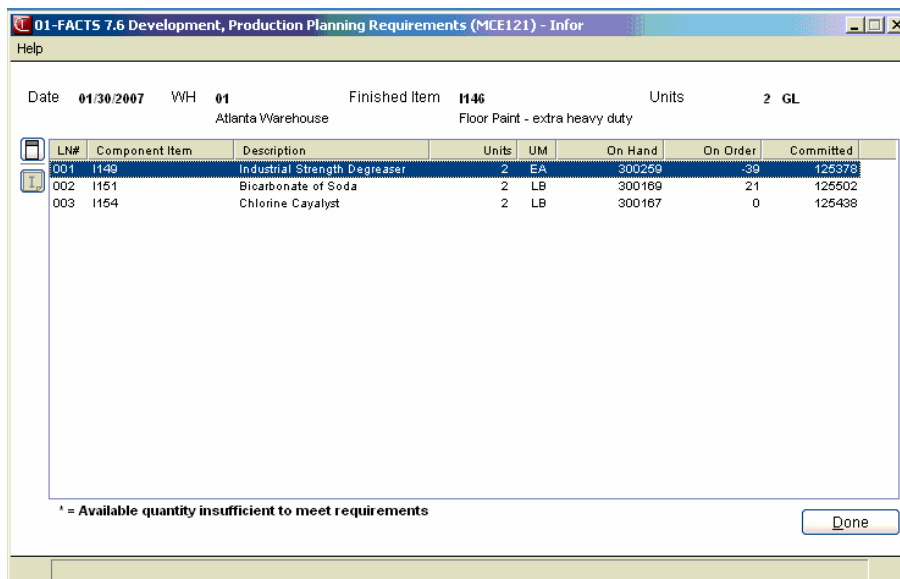 01-FACTS 7.6 Development, Production Planning Requirements (MCE121) - Infor
Help
Date 01/30/2007 WH 01 Finished Item I146 Units 2 GL
Atlanta Warehouse Floor Paint - extra heavy duty
LN# Component Item Description Units UM On Hand On Order Committed
001 I149 Industrial Strength Degreaser 2 EA 300259 -39 125378
002 I151 Bicarbonate of Soda 2 LB 300169 21 125502
003 I154 Chlorine Cayalyst 2 LB 300167 0 125438
* = Available quantity insufficient to meet requirements
Done